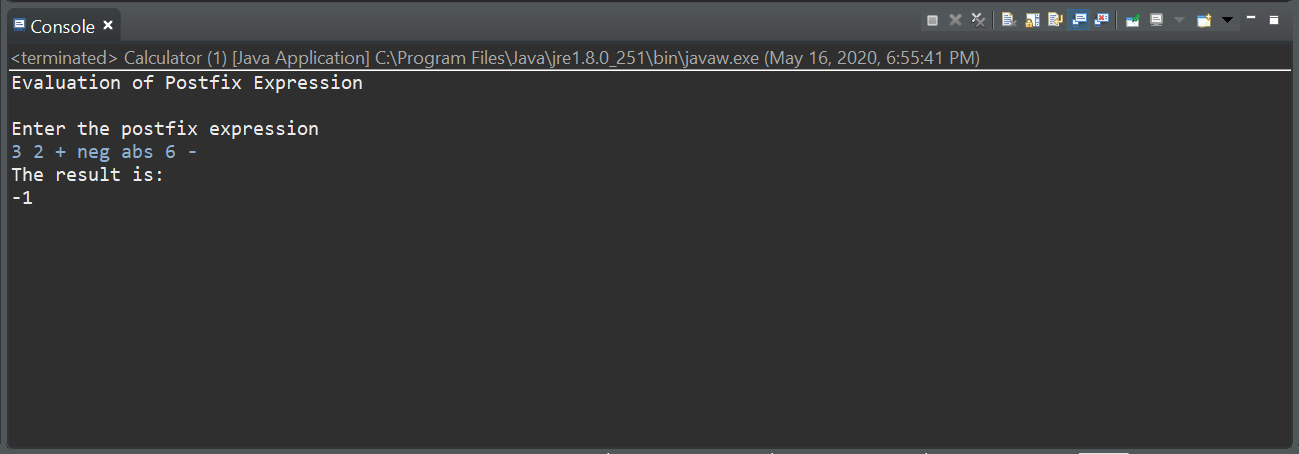 Console
<terminated> Calculator (1) [Java Application] C:\Program Files\Java\jre1.8.0_251\bin\javaw.exe (May 16, 2020, 6:55:41 PM)
Evaluation of Postfix Expression
Enter the postfix expression
3 2 + neg abs 6 -
The result is:
-1